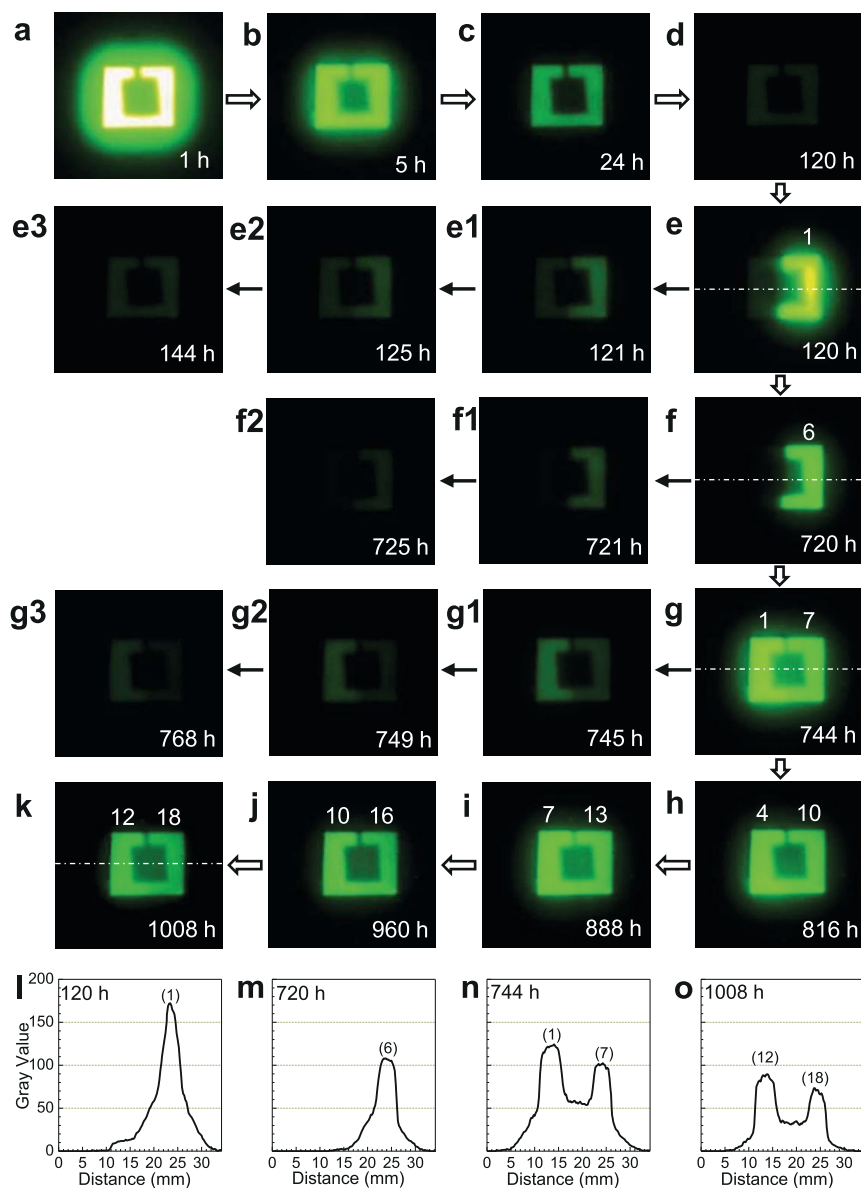 a b c d
1 h 5 h 24 h 120 h
e3 e2 e1 e 1
144 h 125 h 121 h 120 h
f2 f1 f 6
725 h 721 h 720 h
g3 g2 g1 g 1 7
768 h 749 h 745 h 744 h
k 12 18 j 10 16 i 7 13 h 4 10
1008 h 960 h 888 h 816 h
l 120 h (1) m 720 h (6) n 744 h (1) (7) o 1008 h (12) (18)
200
150
100
50
0
Gray Value
0 5 10 15 20 25 30 0 5 10 15 20 25 30 0 5 10 15 20 25 30 0 5 10 15 20 25 30
Distance (mm) Distance (mm) Distance (mm) Distance (mm)